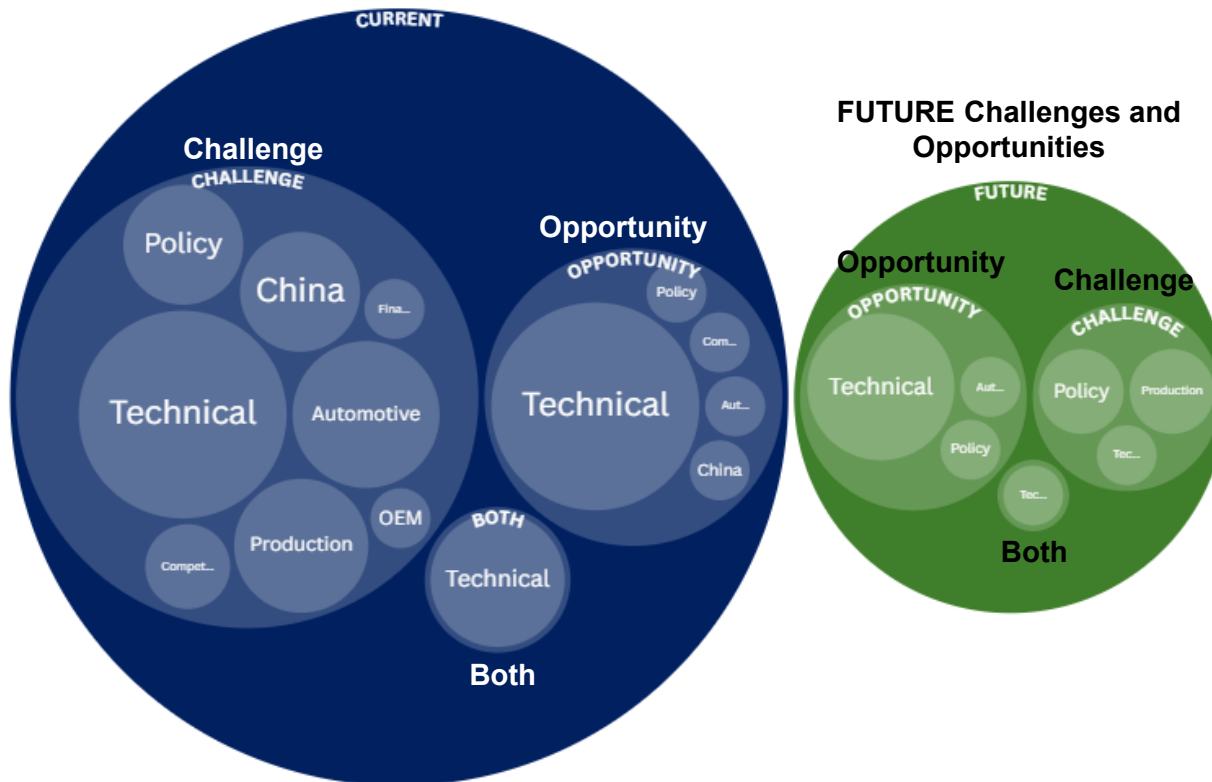 CURRENT
Challenge
CHALLENGE
Policy
China
Fina...
Technical
Automotive
OEM
Production
Compet...
Opportunity
OPPORTUNITY
Policy
Com...
Technical
Aut...
China
BOTH
Technical
Both
FUTURE Challenges and
Opportunities
FUTURE
Opportunity
OPPORTUNITY
Technical
Aut...
Policy
Challenge
CHALLENGE
Policy
Production
Tec...
Tec...
Both